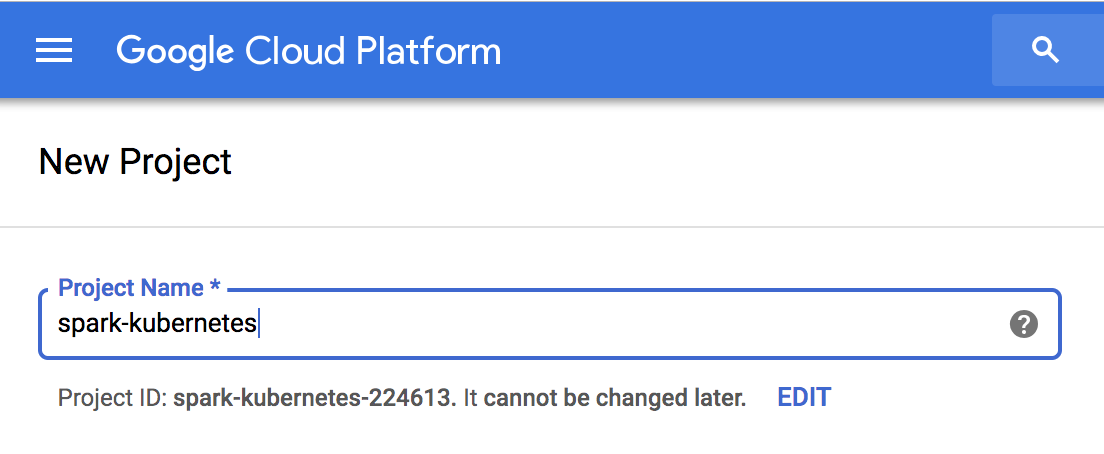 Google Cloud Platform
New Project
Project Name *
spark-kubernetes
Project ID: spark-kubernetes-224613. It cannot be changed later. EDIT